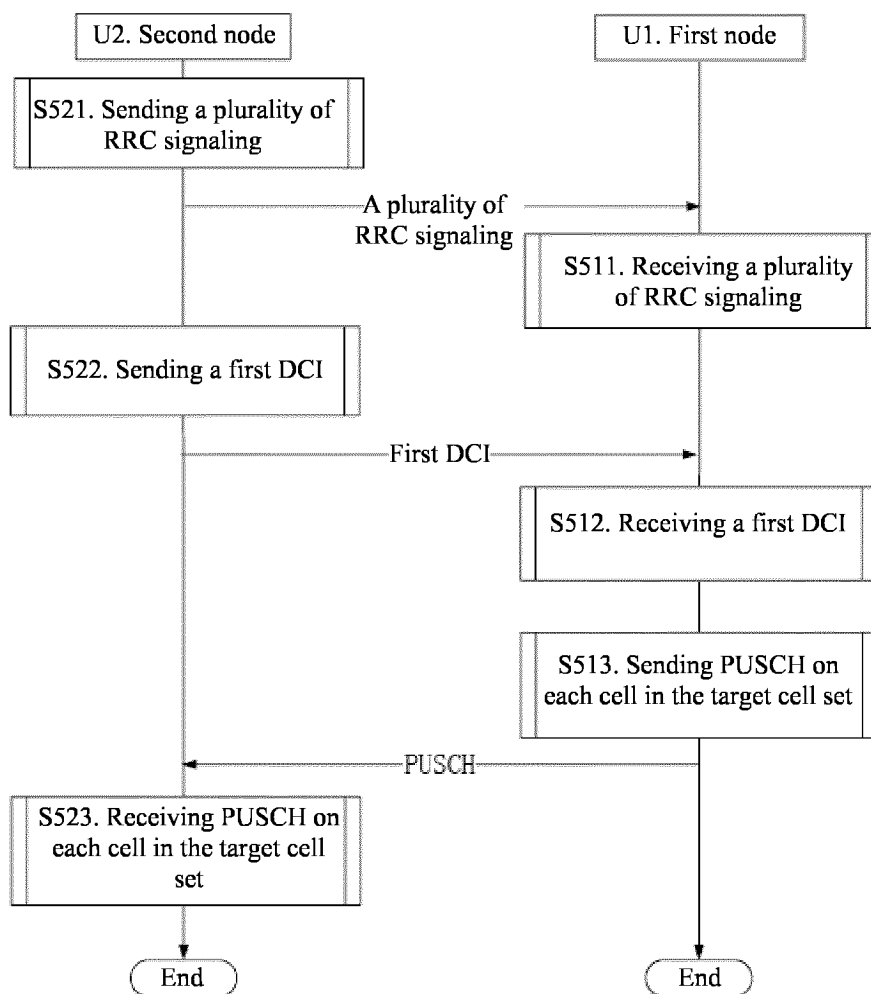 U2. Second node
U1. First node
S521. Sending a plurality of
RRC signaling
A plurality of
RRC signaling
S511. Receiving a plurality
of RRC signaling
S522. Sending a first DCI
First DCI
S512. Receiving a first DCI
S513. Sending PUSCH on
each cell in the target cell set
PUSCH
S523. Receiving PUSCH on
each cell in the target cell
set
End
End